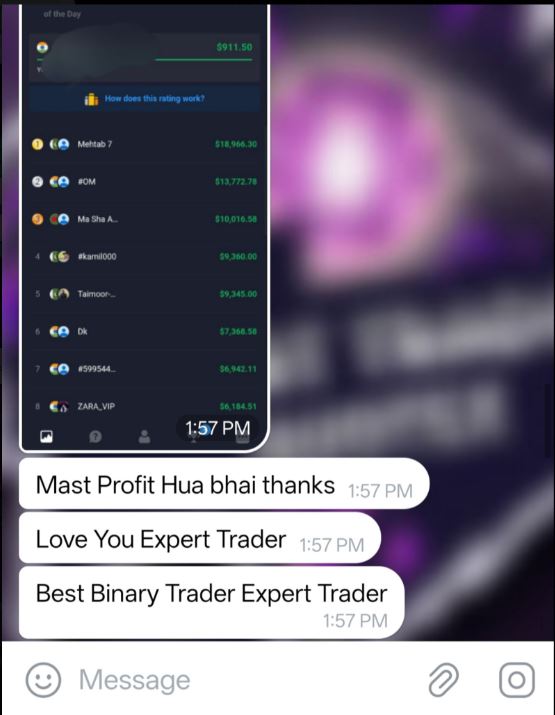 of the Day
$911.50
How does this rating work?
1 Mehtab 7 $18,966.30
2 #OM $13,772.78
3 Ma Sha A.. $10,016.58
4 #kamil000 $9,360.00
5 Taimoor-... $9,345.00
6 Dk $7,368.58
7 #599544.. $6,942.11
8 ZARA_VIP $6,184.51
1:57 PM
Mast Profit Hua bhai thanks 1:57 PM
Love You Expert Trader 1:57 PM
Best Binary Trader Expert Trader
1:57 PM
Message